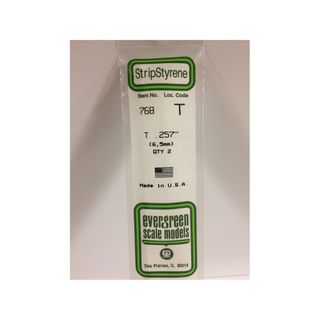 StripStyrene
Item No. Loc. Code
768 T
T .257"
(6,5mm)
QTY 2
Made in U.S.A.
evergreen
scale models
Des Plaines, IL 60018